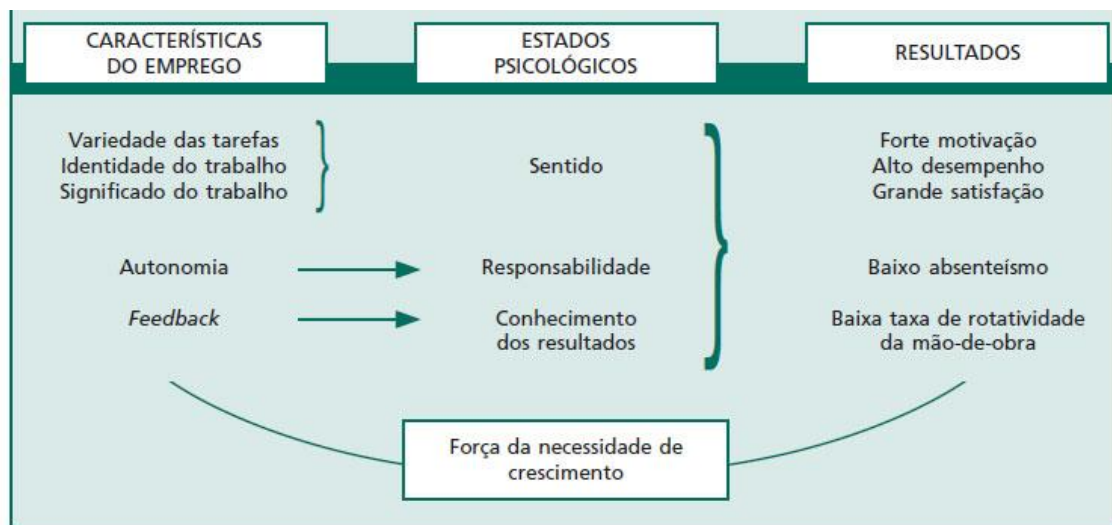 CARACTERÍSTICAS
DO EMPREGO
ESTADOS
PSICOLÓGICOS
RESULTADOS
Variedade das tarefas
Identidade do trabalho
Significado do trabalho
Sentido
Forte motivação
Alto desempenho
Grande satisfação
Autonomia
Responsabilidade
Baixo absenteísmo
Feedback
Conhecimento
dos resultados
Baixa taxa de rotatividade
da mão-de-obra
Força da necessidade de
crescimento